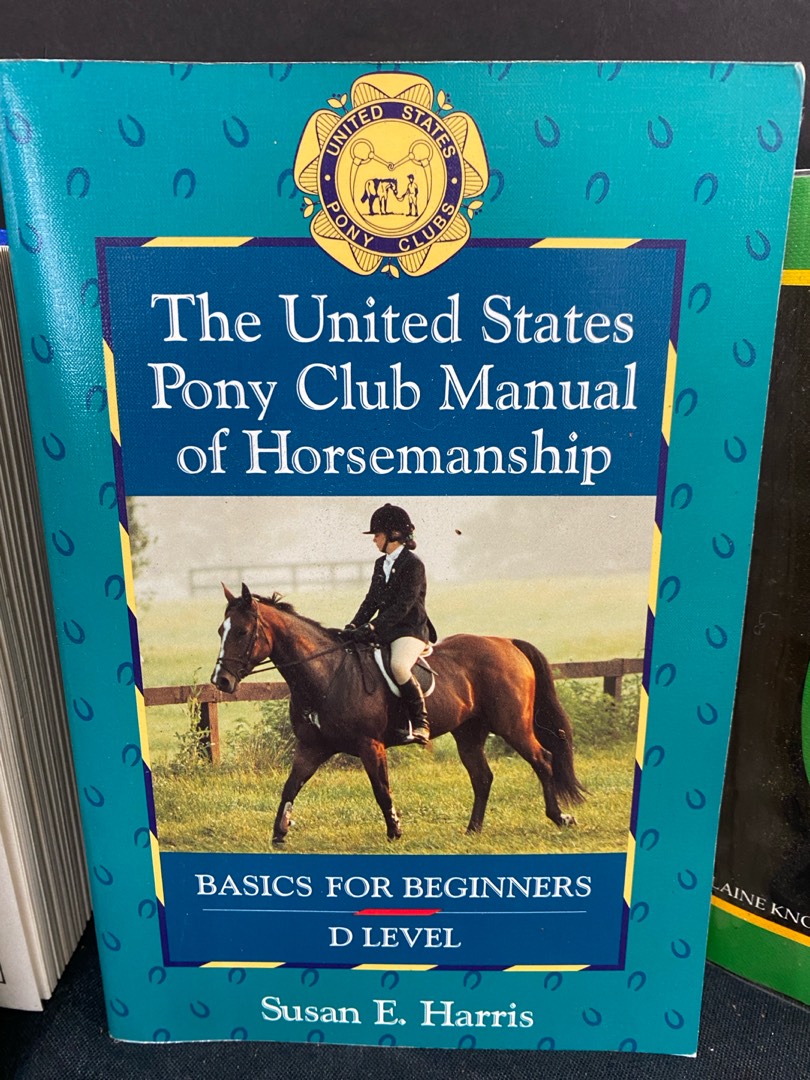 UNITED STATES
PONY CLUBS
The United States
Pony Club Manual
of Horsemanship
BASICS FOR BEGINNERS
D LEVEL
Susan E. Harris